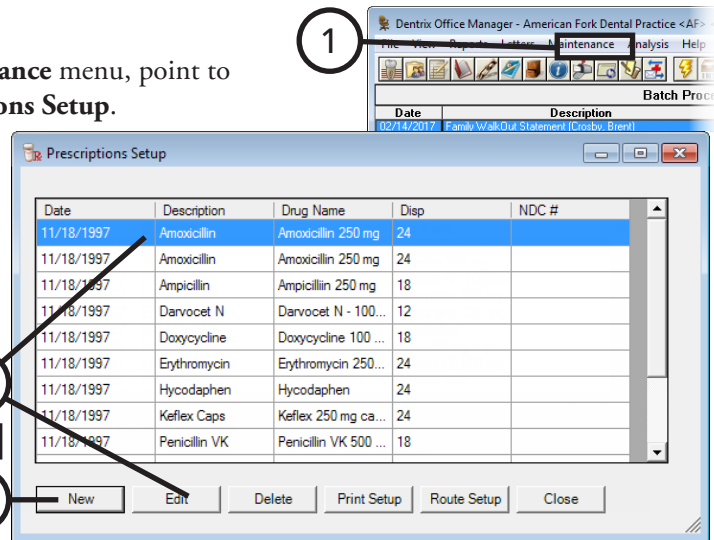 1
Dentrix Office Manager - American Fork Dental Practice <AF>
File View Reports Letters Maintenance Analysis Help
ance menu, point to
ons Setup.
Batch Proce
Date Description
02/14/2017 Family WalkOut Statement (Crosby, Brent)
Prescriptions Setup
Date Description Drug Name Disp NDC #
11/18/1997 Amoxicillin Amoxicillin 250 mg 24
11/18/1997 Amoxicillin Amoxicillin 250 mg 24
11/18/1997 Ampicillin Ampicilliin 250 mg 18
11/18/1997 Darvocet N Darvocet N - 100... 12
11/18/1997 Doxycycline Doxycycline 100 ... 18
11/18/1997 Erythromycin Erythromycin 250... 24
11/18/1997 Hycodaphen Hycodaphen 24
11/18/1997 Keflex Caps Keflex 250 mg ca... 24
11/18/1997 Penicillin VK Penicillin VK 500 ... 18
New Edit Delete Print Setup Route Setup Close